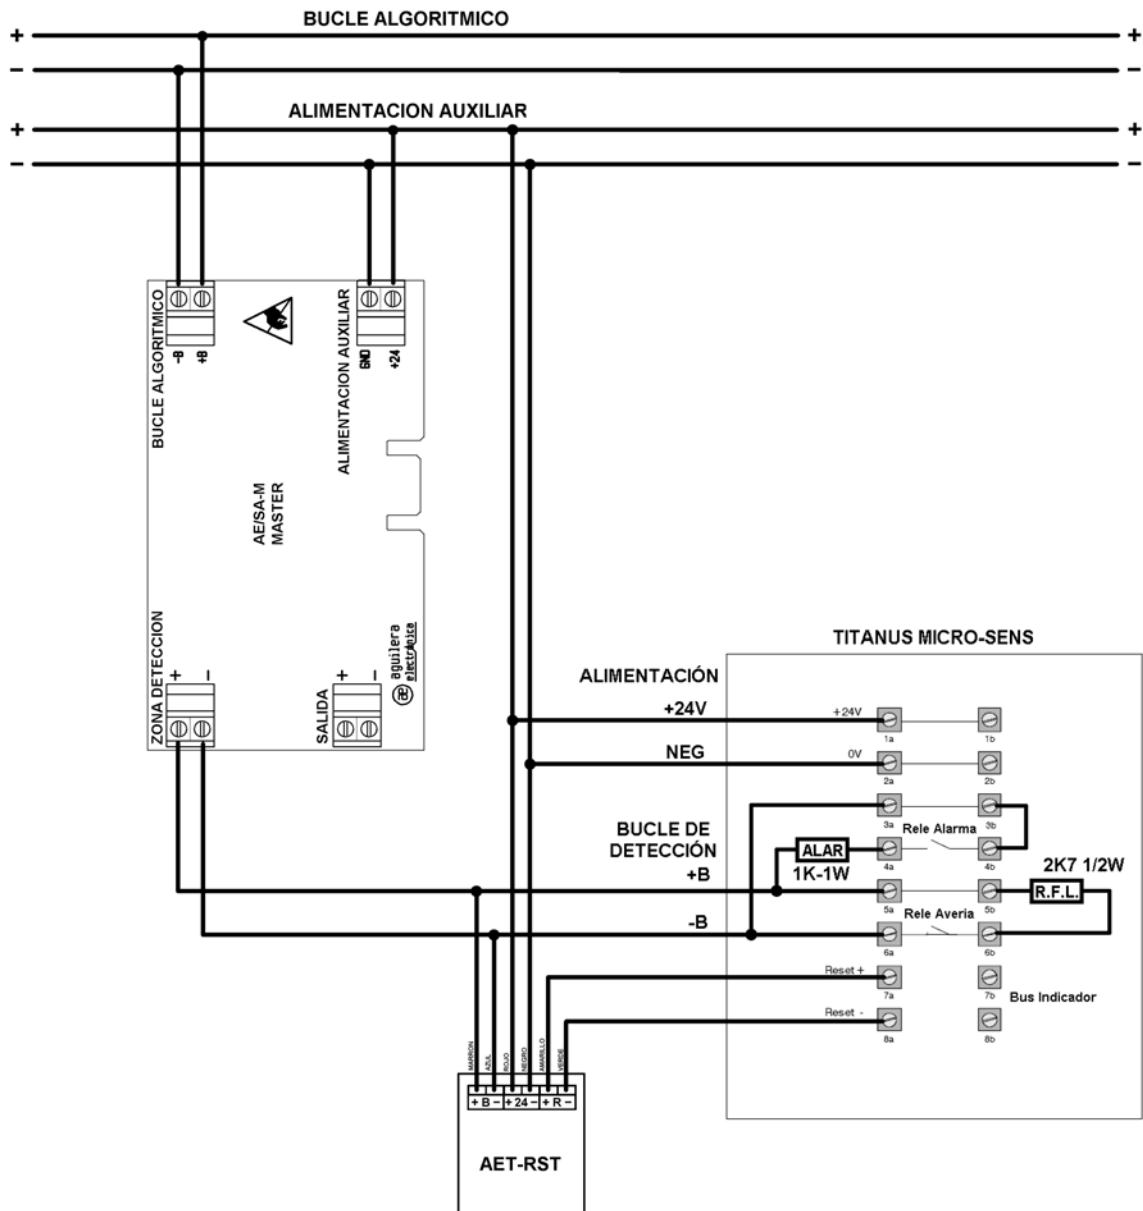 BUCLE ALGORITMICO
+ +
− −
ALIMENTACION AUXILIAR
+ +
− −
BUCLE ALGORITMICO
-B +B
ALIMENTACION AUXILIAR
GND +24
AE/SA-M
MASTER
ZONA DETECCION
+ −
SALIDA
+ −
ae aguilera
electrónica
TITANUS MICRO-SENS
ALIMENTACIÓN
+24V
+24V
1a 1b
NEG
0V
2a 2b
3a 3b
Rele Alarma
BUCLE DE
DETECCIÓN
ALAR
1K-1W
4a 4b
2K7 1/2W
+B
R.F.L.
5a 5b
Rele Averia
-B
6a 6b
Reset +
7a 7b
Bus Indicador
Reset -
8a 8b
MARRON
AZUL
ROJO
NEGRO
AMARILLO
VERDE
+ B − + 24 − + R −
AET-RST